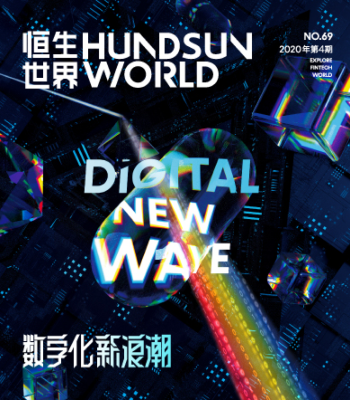 恒生世界
HUNDSUN
WORLD
NO.69
2020年第4期
EXPLORE
FINTECH
WORLD
DiGITAL
NEW
WAVE
数字化新浪潮